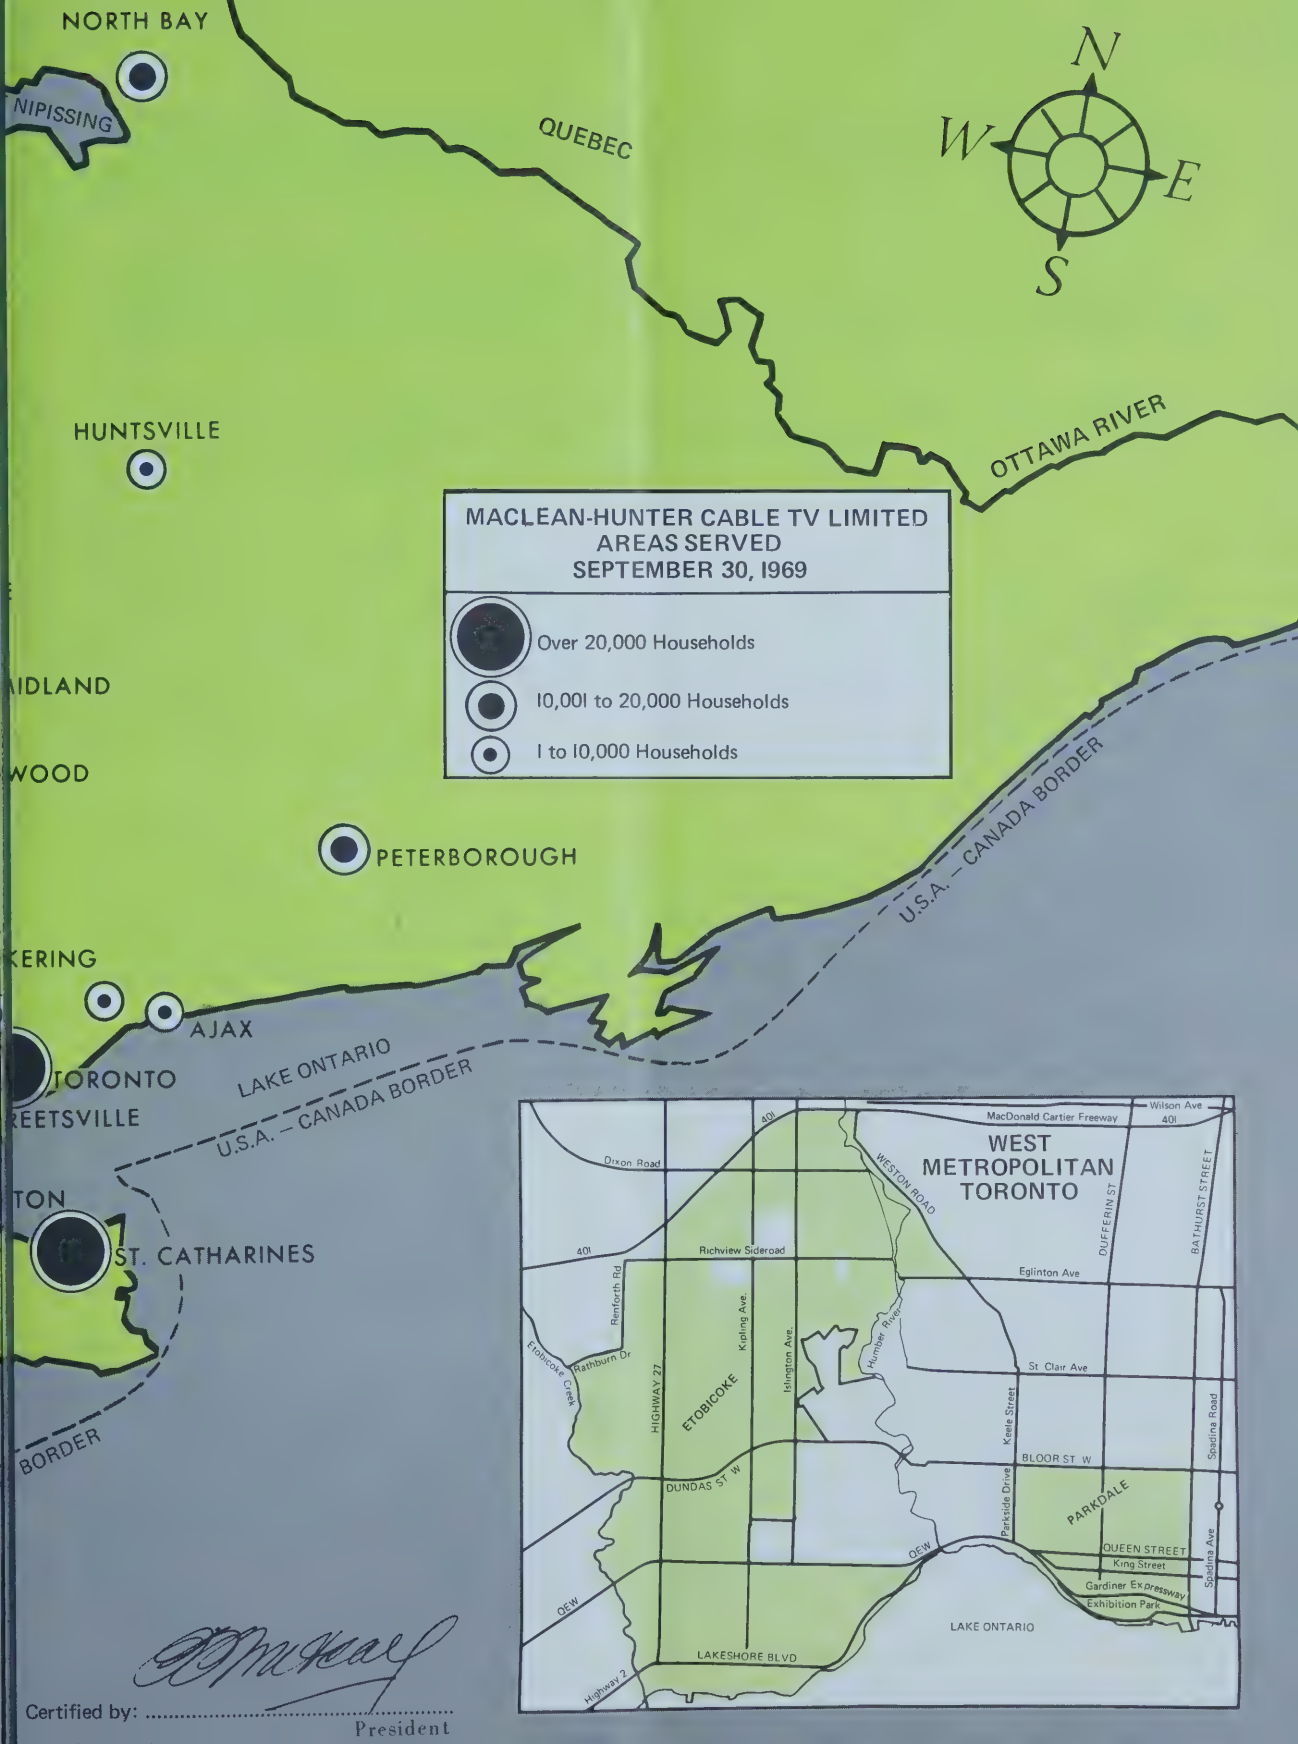 NORTH BAY
NIPISSING
QUEBEC
N
W
E
S
HUNTSVILLE
OTTAWA RIVER
MACLEAN-HUNTER CABLE TV LIMITED
AREAS SERVED
SEPTEMBER 30, 1969
Over 20,000 Households
10,001 to 20,000 Households
1 to 10,000 Households
IDLAND
WOOD
PETERBOROUGH
U.S.A. – CANADA BORDER
KERING
AJAX
TORONTO
REETSVILLE
LAKE ONTARIO
U.S.A. – CANADA BORDER
TON
ST. CATHARINES
BORDER
Wilson Ave
MacDonald Cartier Freeway
401
401
WEST
METROPOLITAN
TORONTO
Dixon Road
WESTON ROAD
DUFFERIN ST
BATHURST STREET
401
Richview Sideroad
Eglinton Ave
Renforth Rd
Kipling Ave.
Islington Ave.
Humber River
Etobicoke Creek
Rathburn Dr
St Clair Ave
HIGHWAY 27
ETOBICOKE
Keele Street
Spadina Road
BLOOR ST W
DUNDAS ST W
Parkside Drive
PARKDALE
QEW
QUEEN STREET
King Street
Spadina Ave
Gardiner Expressway
Exhibition Park
QEW
LAKE ONTARIO
LAKESHORE BLVD
Highway 2
Certified by:
President